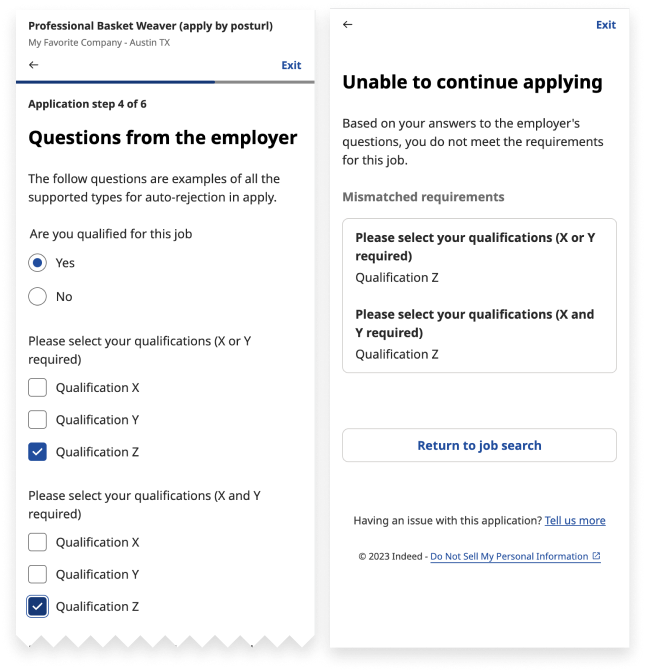 Professional Basket Weaver (apply by posturl)
My Favorite Company - Austin TX
Exit
Application step 4 of 6
Questions from the employer
The follow questions are examples of all the
supported types for auto-rejection in apply.
Are you qualified for this job
Yes
No
Please select your qualifications (X or Y
required)
Qualification X
Qualification Y
Qualification Z
Please select your qualifications (X and Y
required)
Qualification X
Qualification Y
Qualification Z
Exit
Unable to continue applying
Based on your answers to the employer's
questions, you do not meet the requirements
for this job.
Mismatched requirements
Please select your qualifications (X or Y
required)
Qualification Z
Please select your qualifications (X and
Y required)
Qualification Z
Return to job search
Having an issue with this application? Tell us more
© 2023 Indeed - Do Not Sell My Personal Information